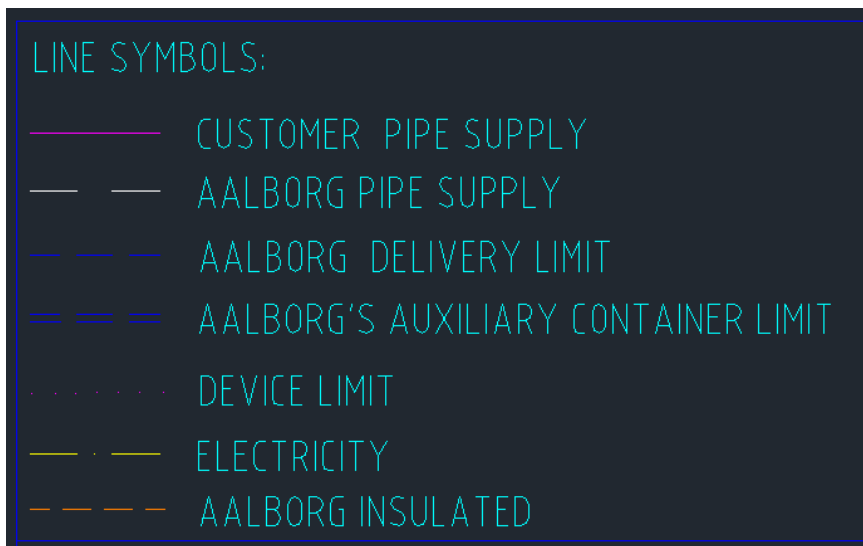 LINE SYMBOLS:
CUSTOMER PIPE SUPPLY
AALBORG PIPE SUPPLY
AALBORG DELIVERY LIMIT
AALBORG'S AUXILIARY CONTAINER LIMIT
DEVICE LIMIT
ELECTRICITY
AALBORG INSULATED